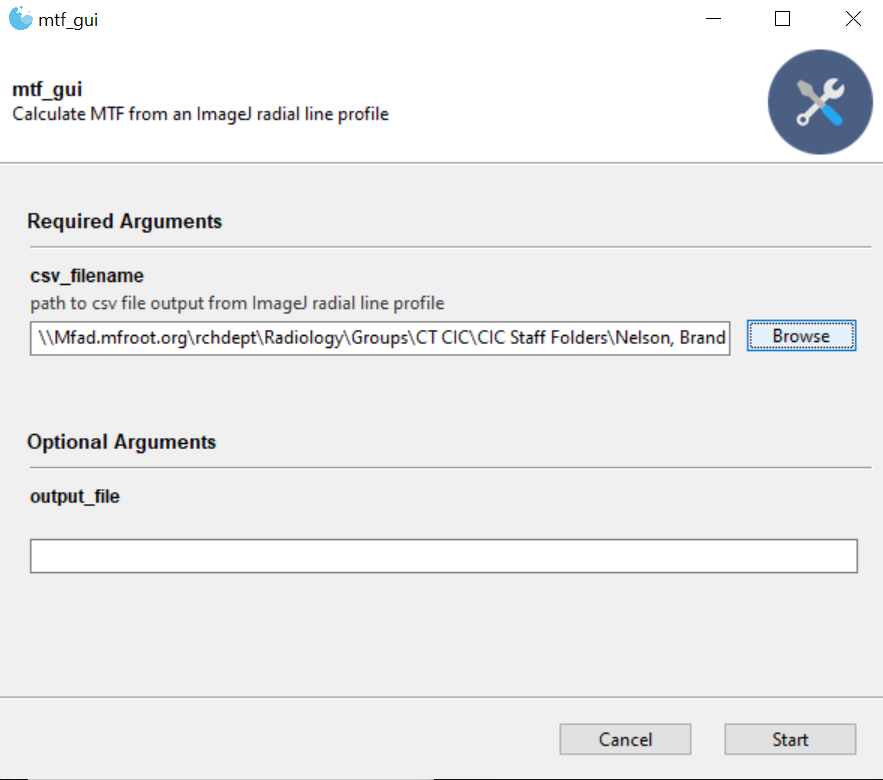 mtf_gui
mtf_gui
Calculate MTF from an ImageJ radial line profile
Required Arguments
csv_filename
path to csv file output from ImageJ radial line profile
\\Mfad.mfroot.org\rchdept\Radiology\Groups\CT CIC\CIC Staff Folders\Nelson, Brand
Browse
Optional Arguments
output_file
Cancel
Start